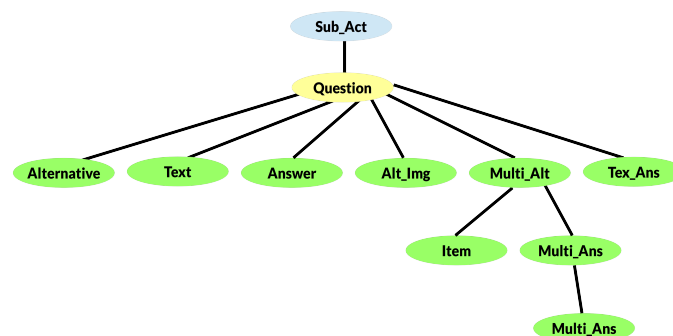 Sub_Act
Question
Alternative
Text
Answer
Alt_Img
Multi_Alt
Tex_Ans
Item
Multi_Ans
Multi_Ans